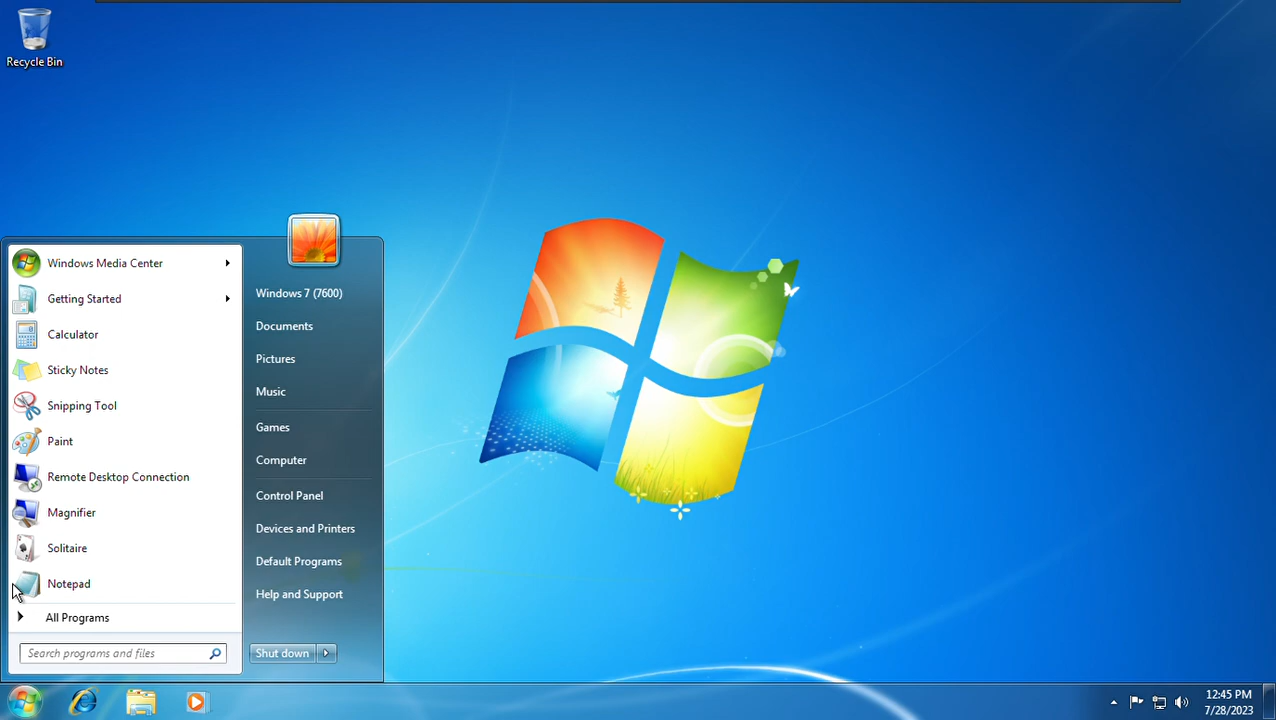 Recycle Bin
Windows Media Center
Getting Started
Calculator
Sticky Notes
Snipping Tool
Paint
Remote Desktop Connection
Magnifier
Solitaire
Notepad
All Programs
Search programs and files
Windows 7 (7600)
Documents
Pictures
Music
Games
Computer
Control Panel
Devices and Printers
Default Programs
Help and Support
Shut down
12:45 PM
7/28/2023